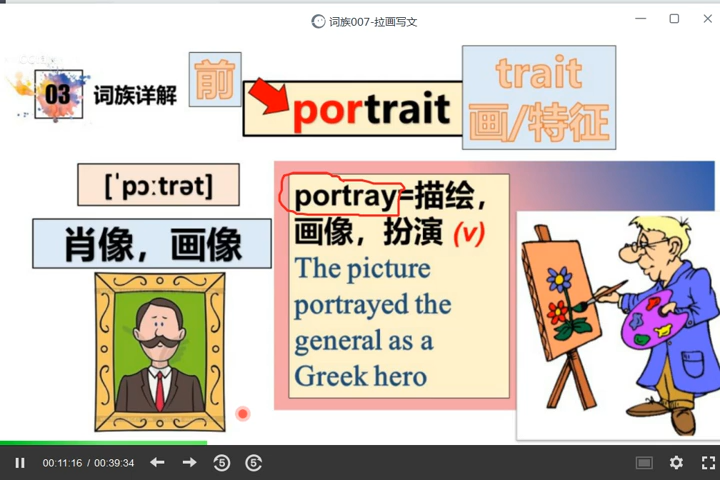 词族007-拉画写文
03
词族详解
前
portrait
trait
画/特征
[ˈpɔːtrət]
肖像，画像
portray=描绘，
画像，扮演 (v)
The picture
portrayed the
general as a
Greek hero
00:11:16 / 00:39:34
5
5